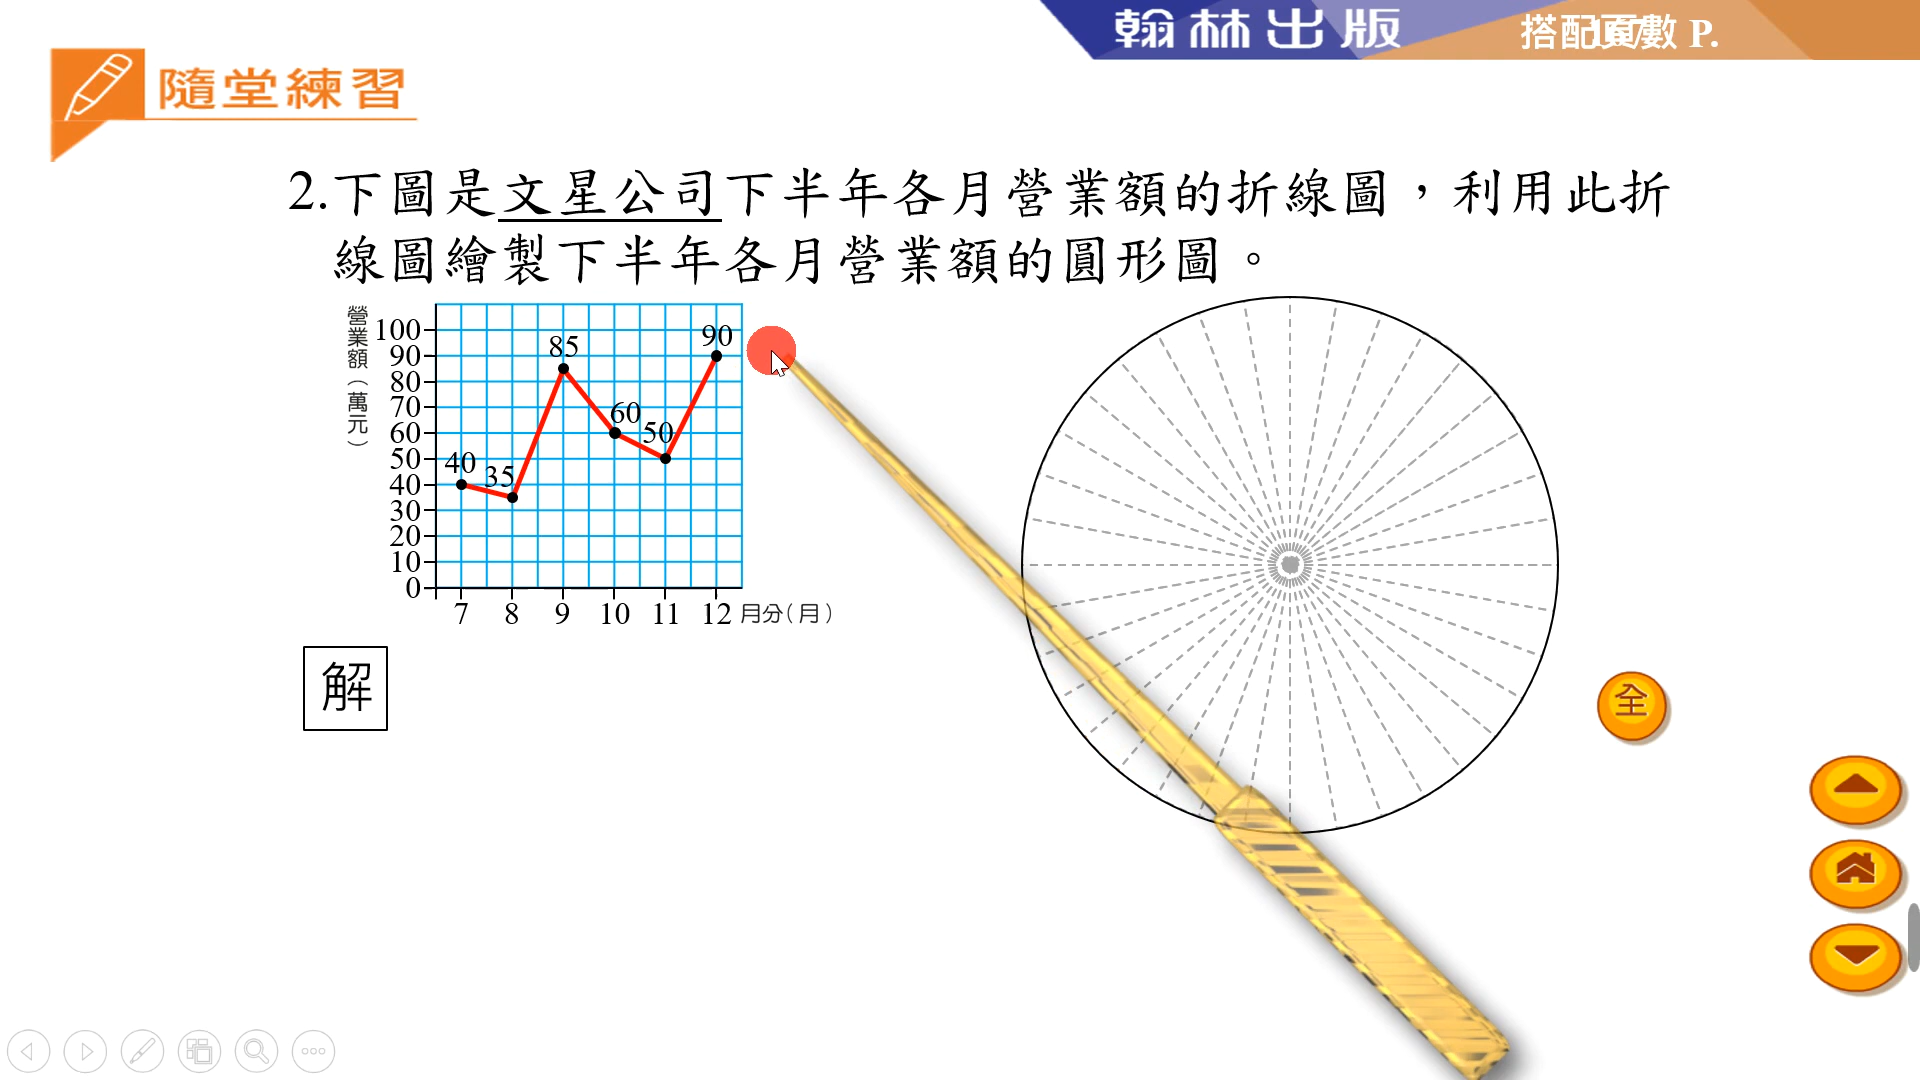 翰林出版
搭配頁數 P.
隨堂練習
2.下圖是文星公司下半年各月營業額的折線圖，利用此折
線圖繪製下半年各月營業額的圓形圖。
營業額（萬元）
100
90
80
70
60
50
40
30
20
10
0
40
35
85
60
50
90
7 8 9 10 11 12 月分（月）
解
全